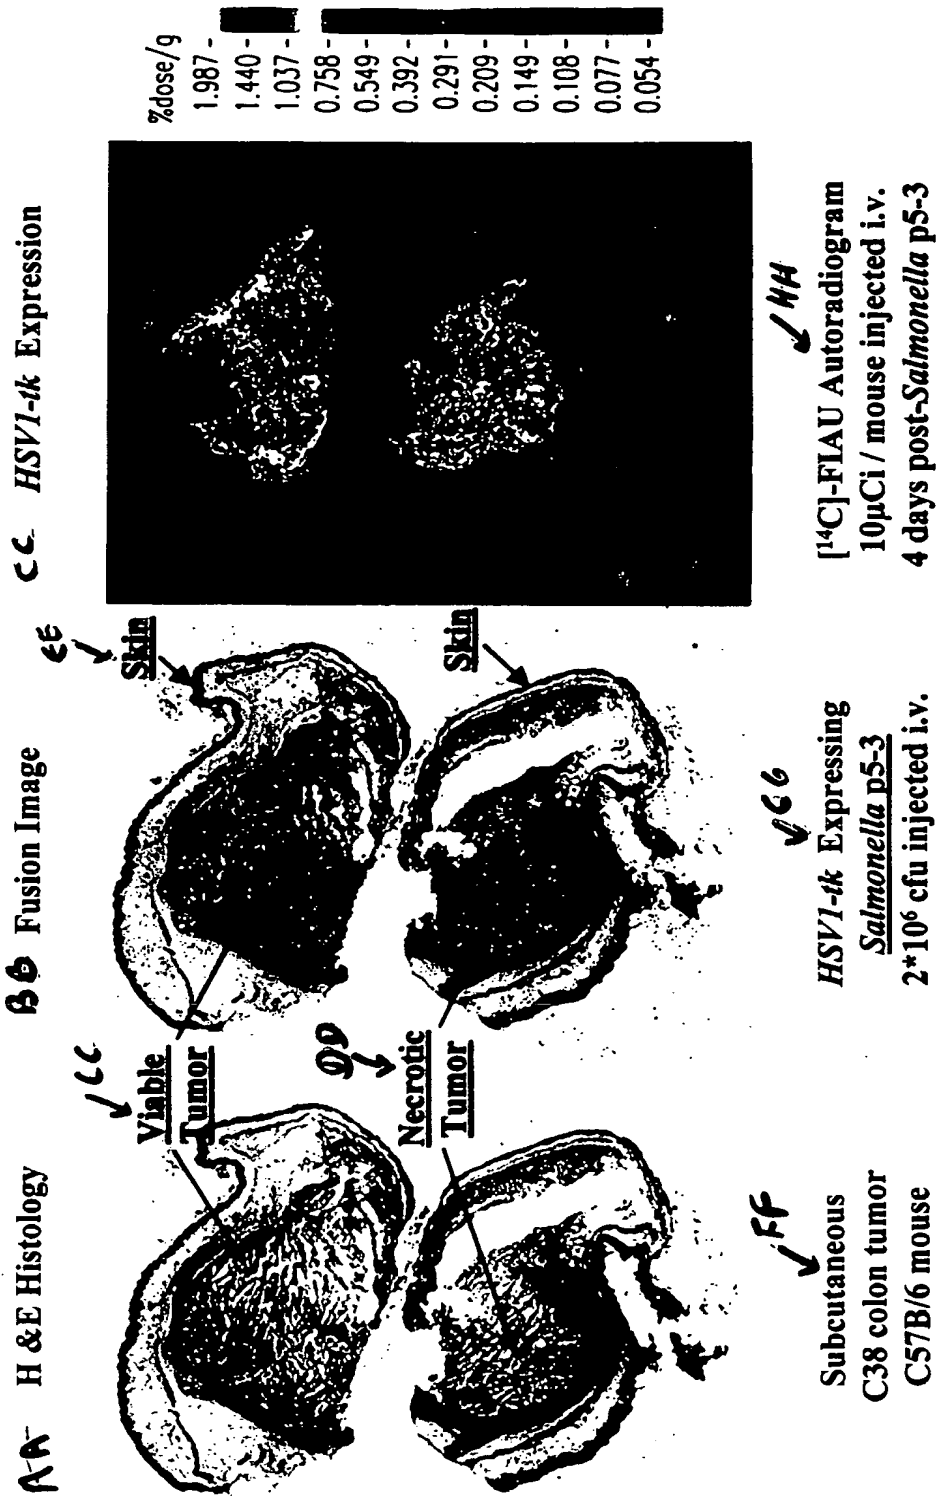 AA H &E Histology
BB Fusion Image
CC HSV1-tk Expression
%dose/g
1.987 -
1.440 -
1.037 -
0.758 -
0.549 -
0.392 -
0.291 -
0.209 -
0.149 -
0.108 -
0.077 -
0.054 -
CC
Viable
Tumor
DD
Necrotic
Tumor
EE
Skin
Skin
FF
Subcutaneous
C38 colon tumor
C57B/6 mouse
GG
HSV1-tk Expressing
Salmonella p5-3
2*10⁶ cfu injected i.v.
HH
[¹⁴C]-FIAU Autoradiogram
10µCi / mouse injected i.v.
4 days post-Salmonella p5-3